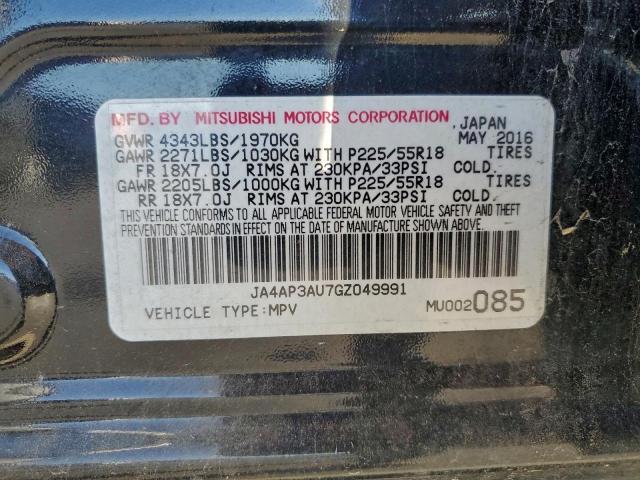 MFD. BY MITSUBISHI MOTORS CORPORATION, JAPAN
GVWR 4343LBS/1970KG MAY 2016
GAWR 2271LBS/1030KG WITH P225/55R18 TIRES
FR 18X7.0J RIMS AT 230KPA/33PSI COLD.
GAWR 2205LBS/1000KG WITH P225/55R18 TIRES
RR 18X7.0J RIMS AT 230KPA/33PSI COLD.
THIS VEHICLE CONFORMS TO ALL APPLICABLE FEDERAL MOTOR VEHICLE SAFETY AND THEFT
PREVENTION STANDARDS IN EFFECT ON THE DATE OF MANUFACTURE SHOWN ABOVE.
JA4AP3AU7GZ049991
VEHICLE TYPE:MPV MU002085